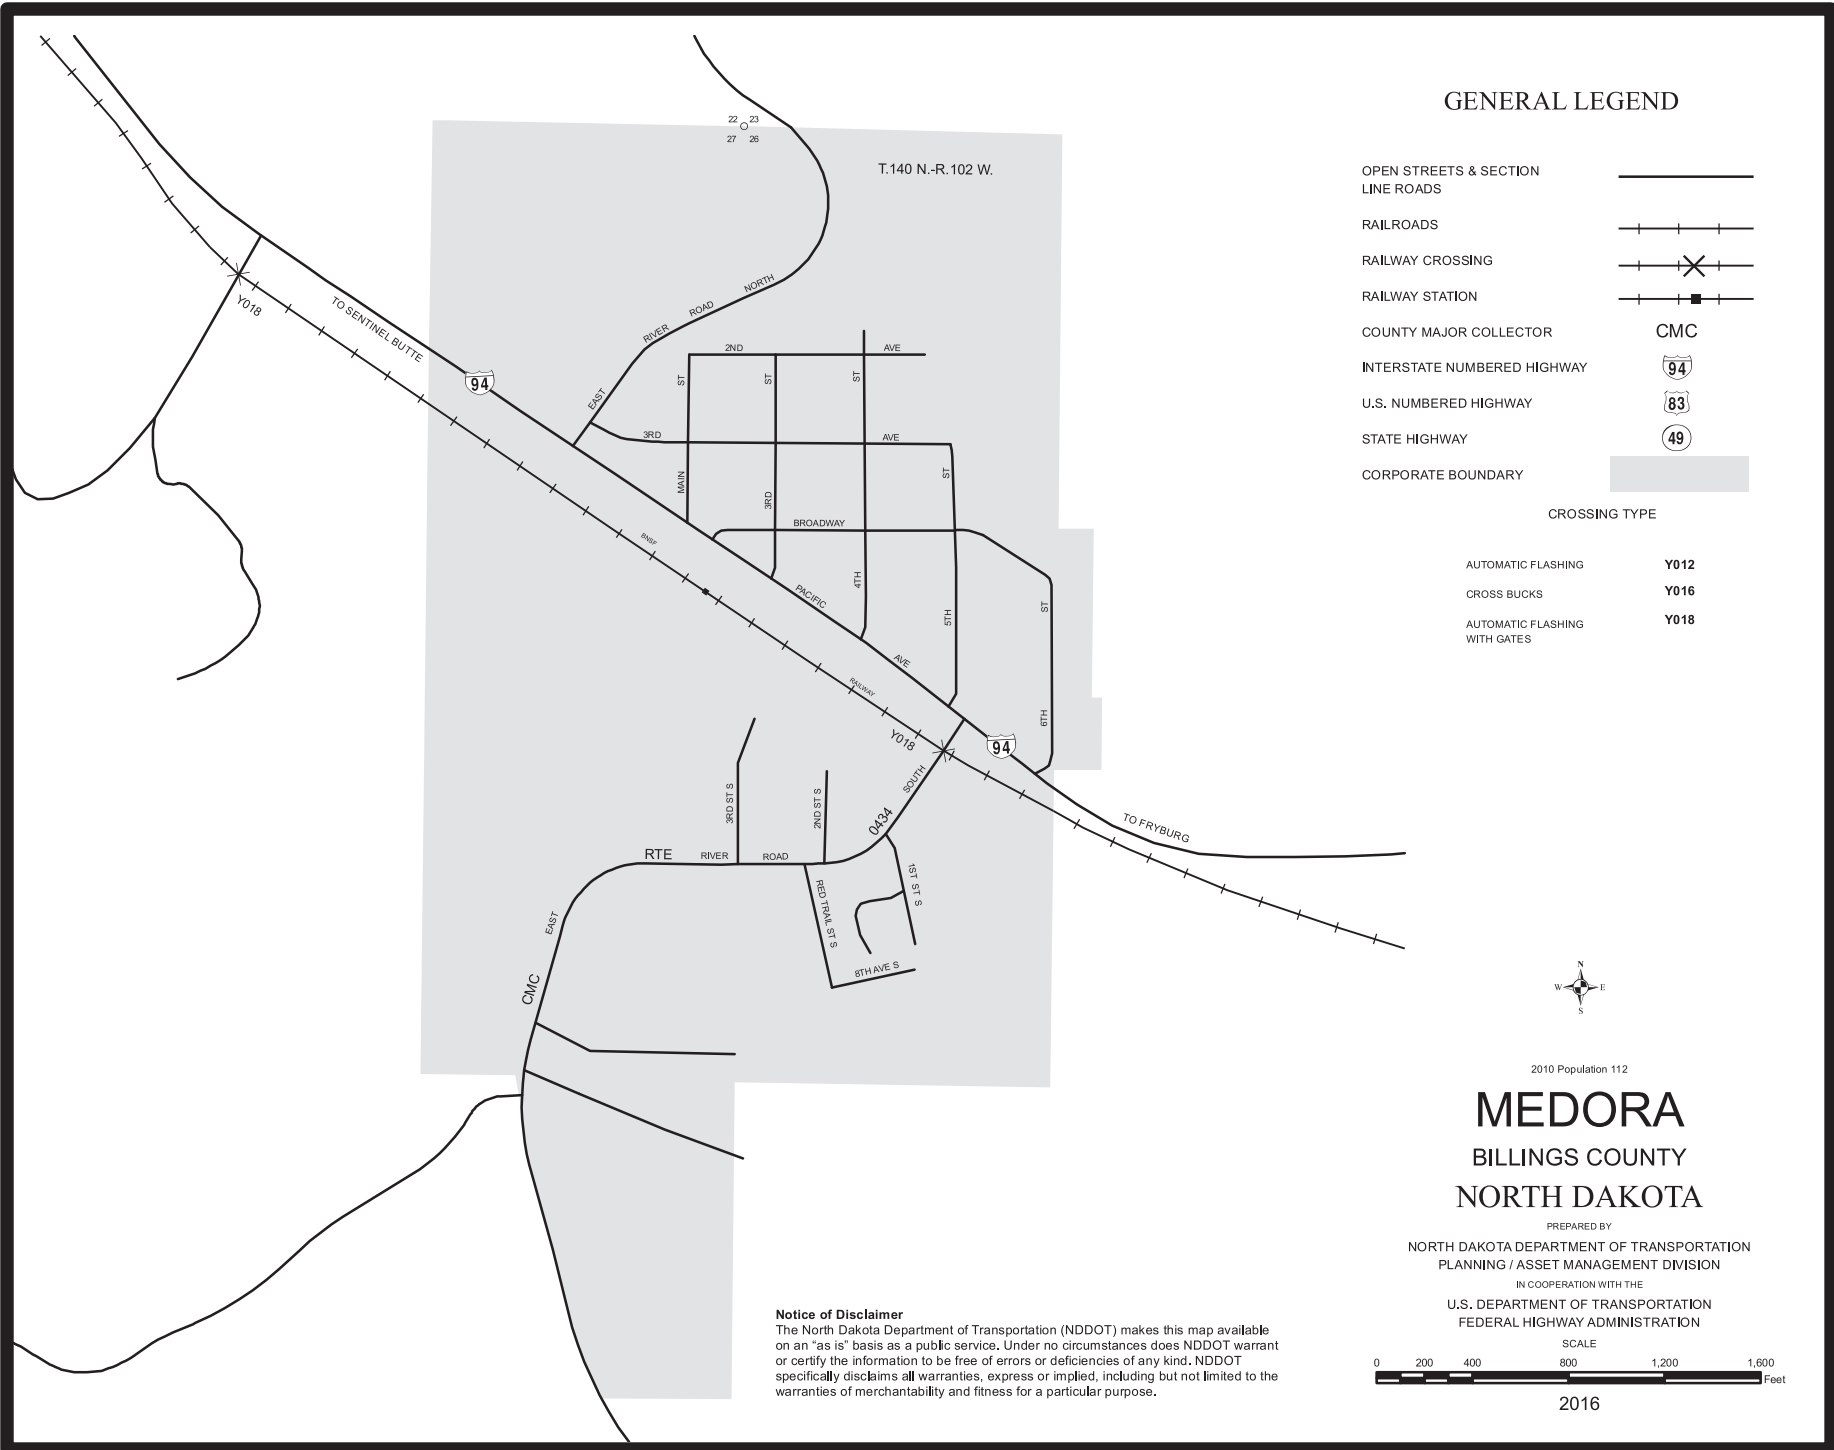 22 23
27 26
T.140 N.-R.102 W.
Y018
TO SENTINEL BUTTE
94
EAST RIVER ROAD NORTH
2ND AVE
3RD AVE
MAIN ST
3RD ST
4TH ST
5TH ST
6TH ST
BROADWAY
PACIFIC AVE
BNSF RAILWAY
Y018
94
TO FRYBURG
SOUTH
0434
3RD ST S
2ND ST S
RTE
RIVER ROAD
EAST
CMC
RED TRAIL ST S
1ST ST S
8TH AVE S
GENERAL LEGEND
OPEN STREETS & SECTION
LINE ROADS
RAILROADS
RAILWAY CROSSING
RAILWAY STATION
COUNTY MAJOR COLLECTOR CMC
INTERSTATE NUMBERED HIGHWAY 94
U.S. NUMBERED HIGHWAY 83
STATE HIGHWAY 49
CORPORATE BOUNDARY
CROSSING TYPE
AUTOMATIC FLASHING Y012
CROSS BUCKS Y016
AUTOMATIC FLASHING Y018
WITH GATES
N
W E
S
2010 Population 112
MEDORA
BILLINGS COUNTY
NORTH DAKOTA
PREPARED BY
NORTH DAKOTA DEPARTMENT OF TRANSPORTATION
PLANNING / ASSET MANAGEMENT DIVISION
IN COOPERATION WITH THE
U.S. DEPARTMENT OF TRANSPORTATION
FEDERAL HIGHWAY ADMINISTRATION
SCALE
0 200 400 800 1,200 1,600
Feet
2016
Notice of Disclaimer
The North Dakota Department of Transportation (NDDOT) makes this map available
on an “as is” basis as a public service. Under no circumstances does NDDOT warrant
or certify the information to be free of errors or deficiencies of any kind. NDDOT
specifically disclaims all warranties, express or implied, including but not limited to the
warranties of merchantability and fitness for a particular purpose.